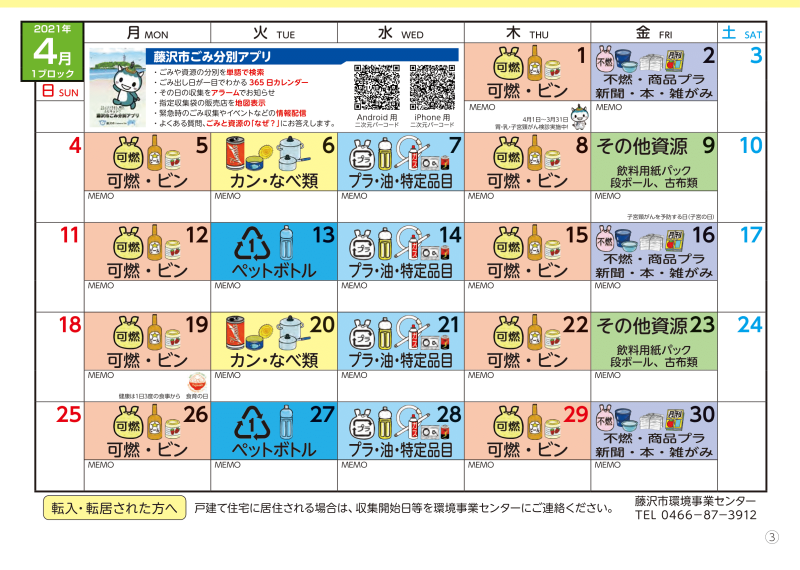 2021年
4月
1ブロック
日 SUN
月 MON
火 TUE
水 WED
木 THU
金 FRI
土 SAT
藤沢市ごみ分別アプリ
・ごみや資源の分別を単語で検索
・ごみ出し日が一目でわかる365日カレンダー
・その日の収集をアラームでお知らせ
・指定収集袋の販売店を地図表示
・緊急時のごみ収集やイベントなどの情報配信
・よくある質問、ごみと資源の「なぜ?」にお答えします。
藤沢市ごみ分別アプリ
Android用
二次元バーコード
iPhone用
二次元バーコード
1
可燃
可燃・ビン
MEMO
4月1日~3月31日
胃・乳・子宮頸がん検診実施中!
2
不燃
月刊
不燃・商品プラ
新聞・本・雑がみ
MEMO
3
4
5
可燃
可燃・ビン
MEMO
6
カン・なべ類
MEMO
7
プラ
プラ・油・特定品目
MEMO
8
可燃
可燃・ビン
MEMO
その他資源 9
飲料用紙パック
段ボール、古布類
MEMO
子宮頸がんを予防する日(子宮の日)
10
11
12
可燃
可燃・ビン
MEMO
13
1
ペットボトル
MEMO
14
プラ
プラ・油・特定品目
MEMO
15
可燃
可燃・ビン
MEMO
16
不燃
月刊
不燃・商品プラ
新聞・本・雑がみ
MEMO
17
18
19
可燃
可燃・ビン
MEMO
健康は1日3度の食事から 食育の日
20
カン・なべ類
MEMO
21
プラ
プラ・油・特定品目
MEMO
22
可燃
可燃・ビン
MEMO
その他資源 23
飲料用紙パック
段ボール、古布類
MEMO
24
25
26
可燃
可燃・ビン
MEMO
27
1
ペットボトル
MEMO
28
プラ
プラ・油・特定品目
MEMO
29
可燃
可燃・ビン
MEMO
30
不燃
月刊
不燃・商品プラ
新聞・本・雑がみ
MEMO
転入・転居された方へ
戸建て住宅に居住される場合は、収集開始日等を環境事業センターにご連絡ください。
藤沢市環境事業センター
TEL 0466-87-3912
③